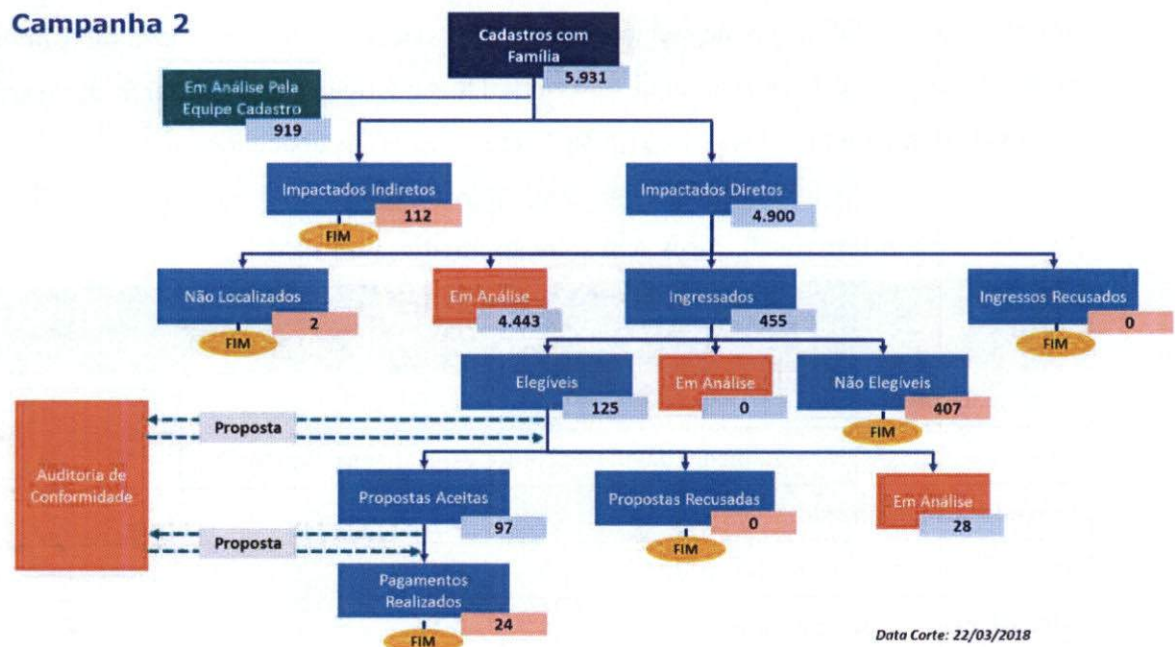 Campanha 2
Cadastros com
Família
5.931
Em Análise Pela
Equipe Cadastro
919
Impactados Indiretos
112
FIM
Impactados Diretos
4.900
Não Localizados
2
FIM
Em Análise
4.443
Ingressados
455
Ingressos Recusados
0
FIM
Elegíveis
125
Em Análise
0
Não Elegíveis
407
FIM
Auditoria de
Conformidade
Proposta
Propostas Aceitas
97
Propostas Recusadas
0
FIM
Em Análise
28
Proposta
Pagamentos
Realizados
24
FIM
Data Corte: 22/03/2018